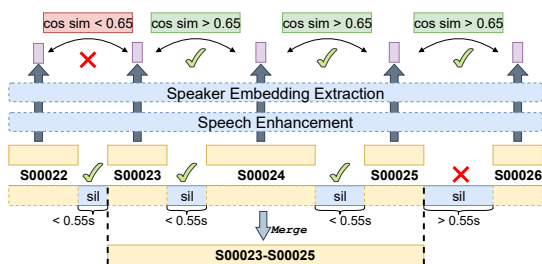 cos sim < 0.65 cos sim > 0.65 cos sim > 0.65 cos sim > 0.65
Speaker Embedding Extraction
Speech Enhancement
S00022 S00023 S00024 S00025 S00026
sil sil sil sil
< 0.55s < 0.55s < 0.55s > 0.55s
Merge
S00023-S00025